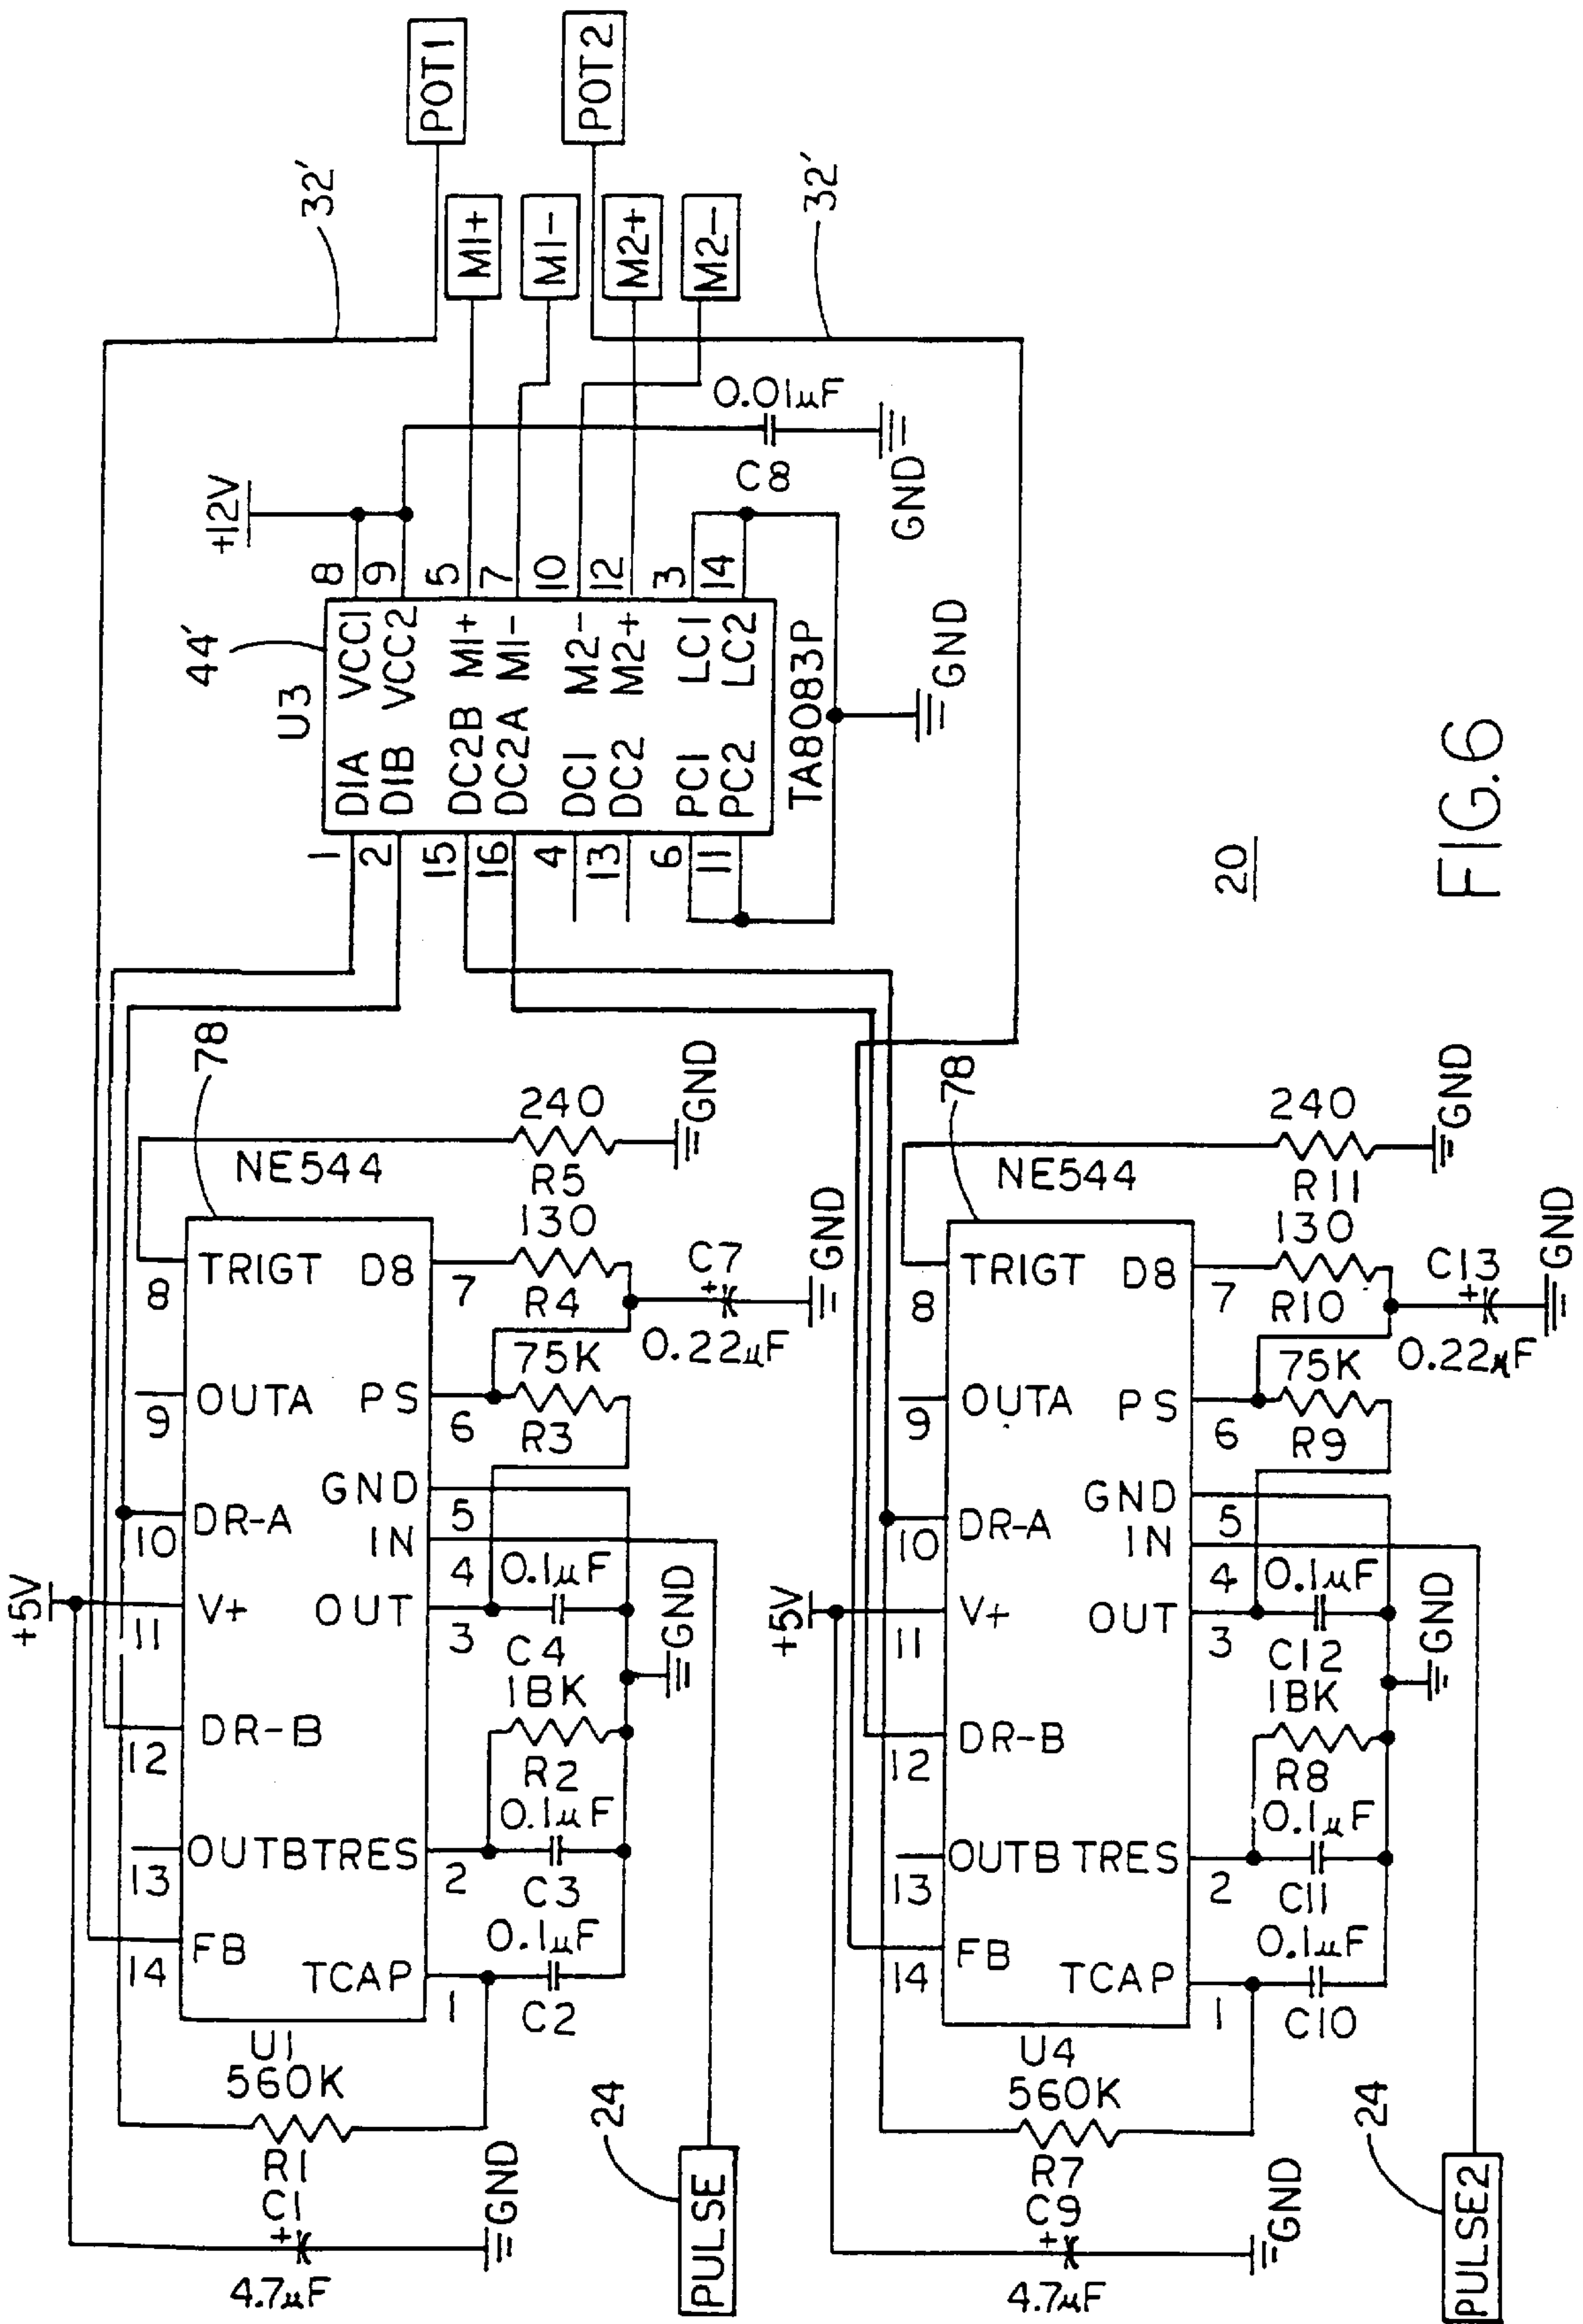 +5V
C1
4.7µF
GND
R1
560K
U1
NE544
78
14
13
12
11
10
9
8
FB
OUTB
DR-B
V+
DR-A
OUTA
TRIGT
TCAP
TRES
OUT
IN
GND
PS
D8
1
2
3
4
5
6
7
C2
0.1µF
C3
0.1µF
R2
18K
C4
0.1µF
GND
R3
75K
R4
130
R5
240
GND
C7
0.22µF
GND
PULSE
24
+5V
C9
4.7µF
GND
R7
560K
U4
NE544
78
14
13
12
11
10
9
8
FB
OUTB
DR-B
V+
DR-A
OUTA
TRIGT
TCAP
TRES
OUT
IN
GND
PS
D8
1
2
3
4
5
6
7
C10
0.1µF
C11
0.1µF
R8
18K
C12
0.1µF
GND
R9
75K
R10
130
R11
240
GND
C13
0.22µF
GND
PULSE2
24
U3
44'
+12V
1 DIA VCC1 8
2 DIB VCC2 9
15 DC2B M1+ 5
16 DC2A M1- 7
4 DC1 M2- 10
13 DC2 M2+ 12
6 PC1 LC1 3
11 PC2 LC2 14
TA8083P
GND
C8
0.01µF
GND
32'
POT1
M1+
M1-
M2+
M2-
POT2
32'
20
FIG.6